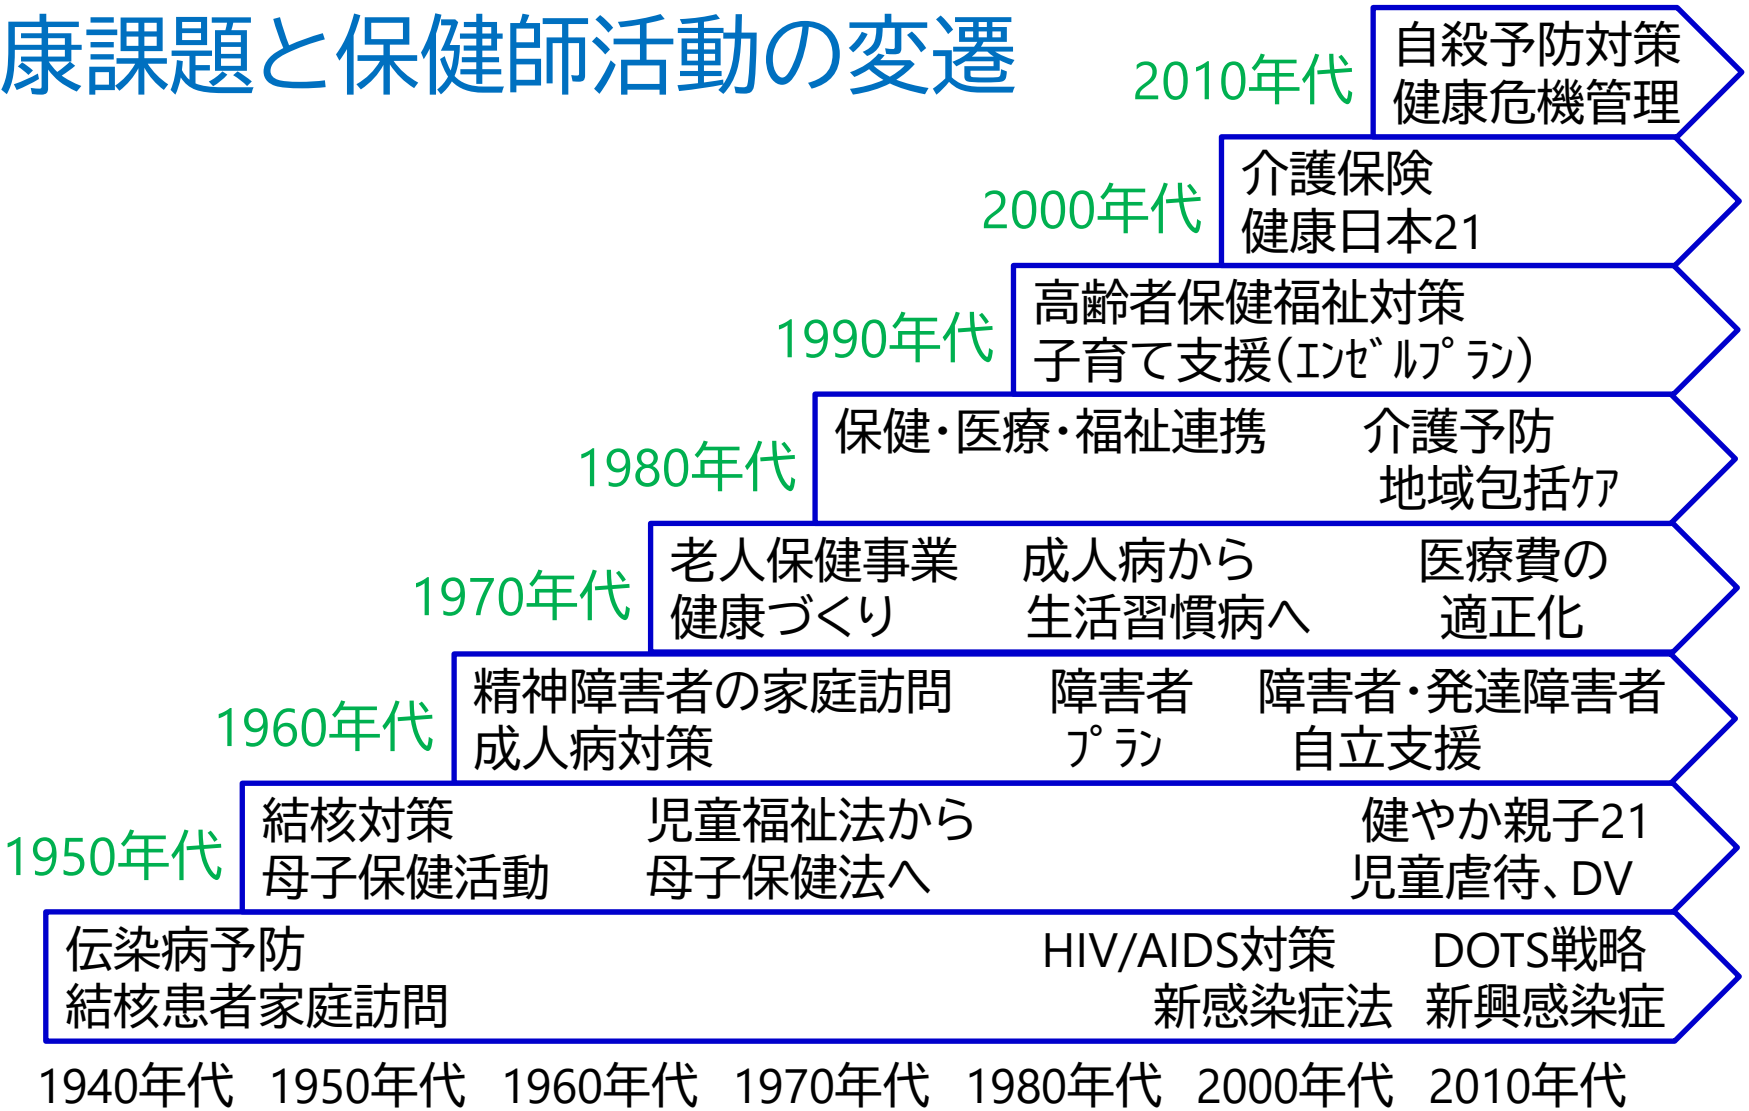 康課題と保健師活動の変遷
2010年代
自殺予防対策
健康危機管理
2000年代
介護保険
健康日本21
1990年代
高齢者保健福祉対策
子育て支援(ｴﾝｾﾞﾙﾌﾟﾗﾝ)
1980年代
保健・医療・福祉連携 介護予防
地域包括ｹｱ
1970年代
老人保健事業 成人病から 医療費の
健康づくり 生活習慣病へ 適正化
1960年代
精神障害者の家庭訪問 障害者 障害者・発達障害者
成人病対策 ﾌﾟﾗﾝ 自立支援
1950年代
結核対策 児童福祉法から 健やか親子21
母子保健活動 母子保健法へ 児童虐待、DV
伝染病予防 HIV/AIDS対策 DOTS戦略
結核患者家庭訪問 新感染症法 新興感染症
1940年代 1950年代 1960年代 1970年代 1980年代 2000年代 2010年代